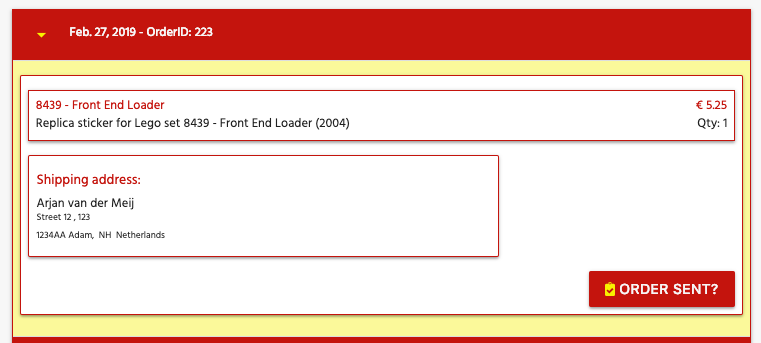 Feb. 27, 2019 - OrderID: 223
8439 - Front End Loader € 5.25
Replica sticker for Lego set 8439 - Front End Loader (2004) Qty: 1
Shipping address:
Arjan van der Meij
Street 12 , 123
1234AA Adam, NH Netherlands
ORDER SENT?